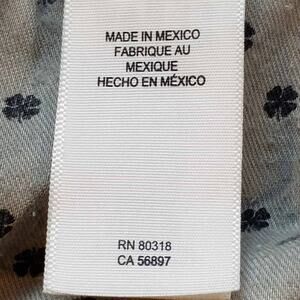 MADE IN MEXICO
FABRIQUE AU
MEXIQUE
HECHO EN MÉXICO
RN 80318
CA 56897